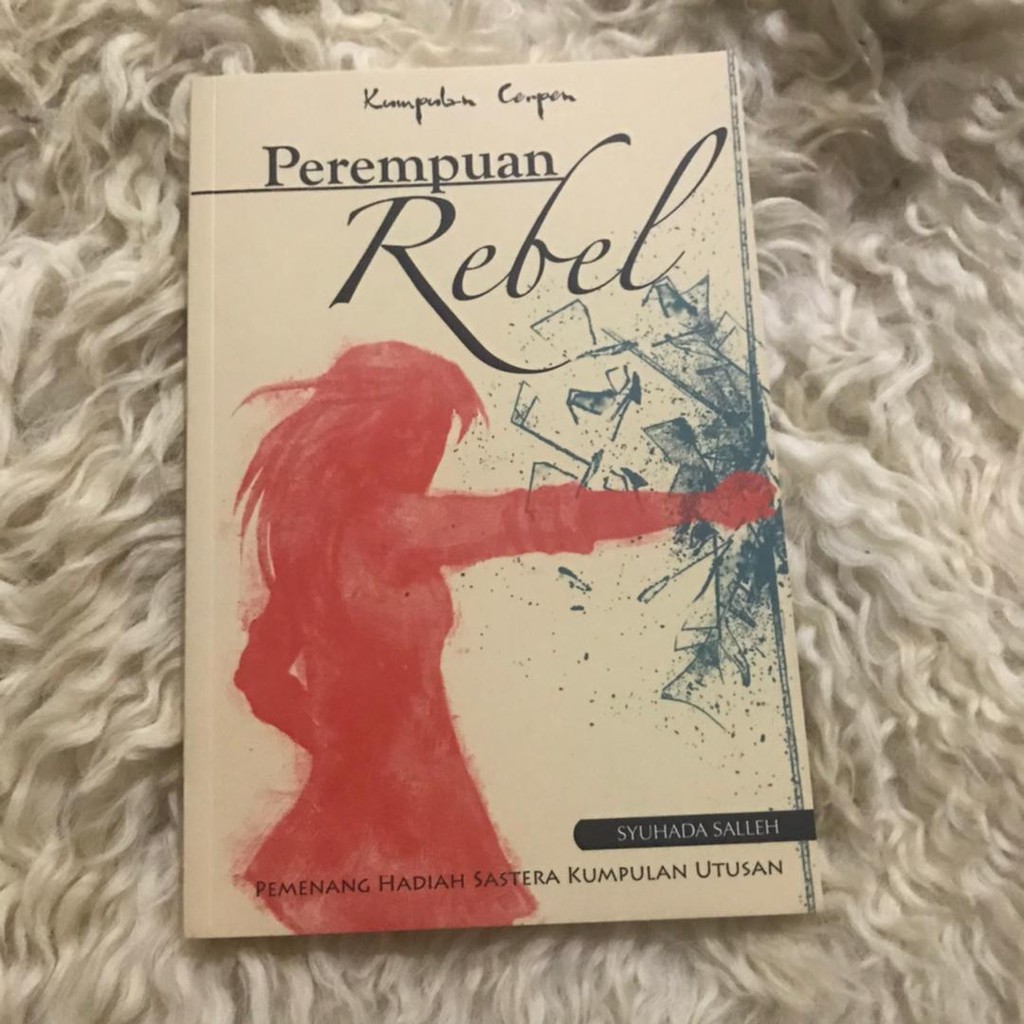 Kumpulan Cerpen
Perempuan
Rebel
SYUHADA SALLEH
PEMENANG HADIAH SASTERA KUMPULAN UTUSAN